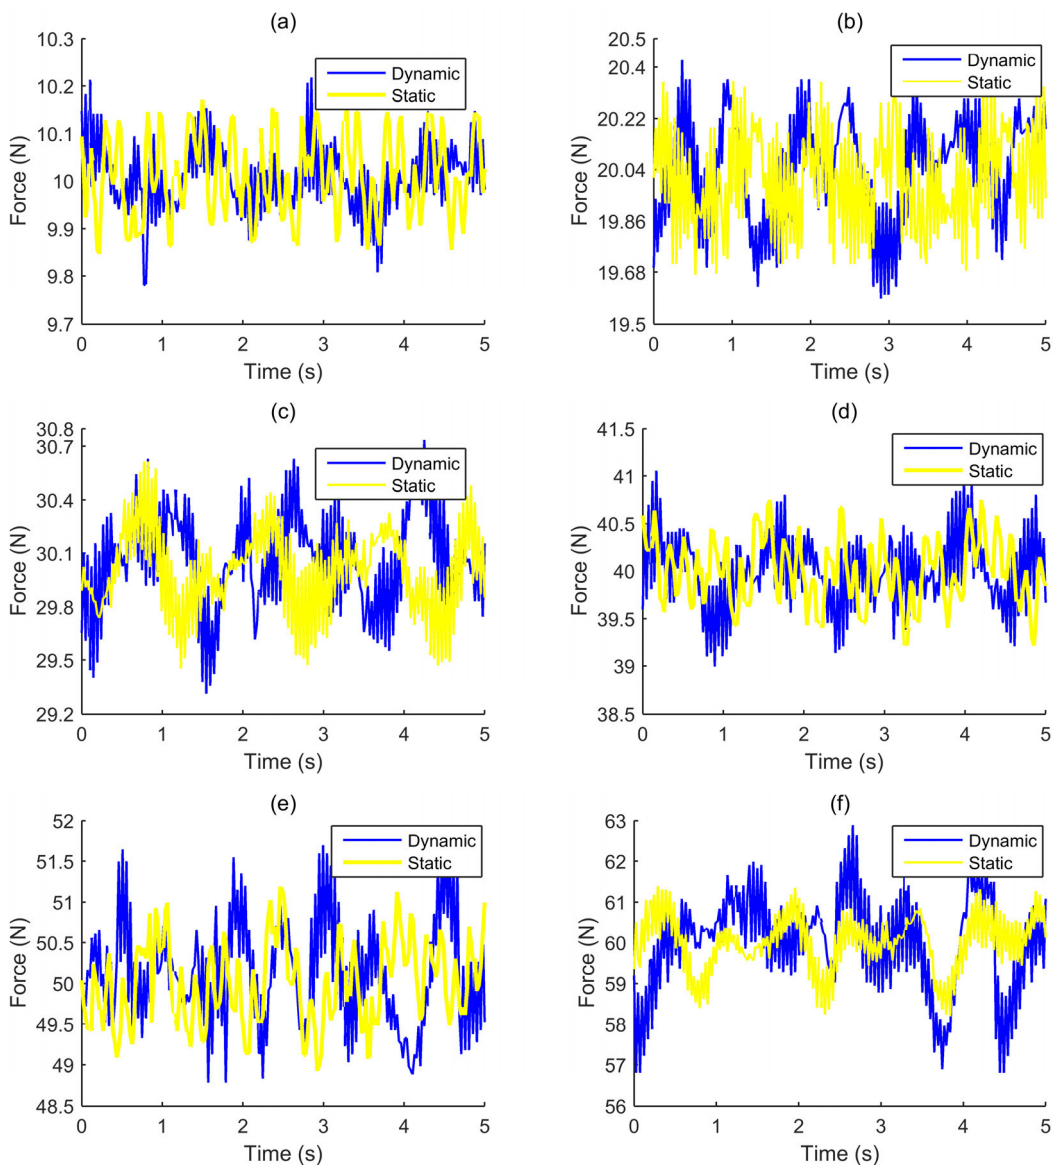 (a)
10.3
10.2
10.1
10
9.9
9.8
9.7
Force (N)
0 1 2 3 4 5
Time (s)
Dynamic
Static
(b)
20.5
20.4
20.22
20.04
19.86
19.68
19.5
Force (N)
0 1 2 3 4 5
Time (s)
Dynamic
Static
(c)
30.8
30.7
30.4
30.1
29.8
29.5
29.2
Force (N)
0 1 2 3 4 5
Time (s)
Dynamic
Static
(d)
41.5
41
40.5
40
39.5
39
38.5
Force (N)
0 1 2 3 4 5
Time (s)
Dynamic
Static
(e)
52
51.5
51
50.5
50
49.5
49
48.5
Force (N)
0 1 2 3 4 5
Time (s)
Dynamic
Static
(f)
63
62
61
60
59
58
57
56
Force (N)
0 1 2 3 4 5
Time (s)
Dynamic
Static